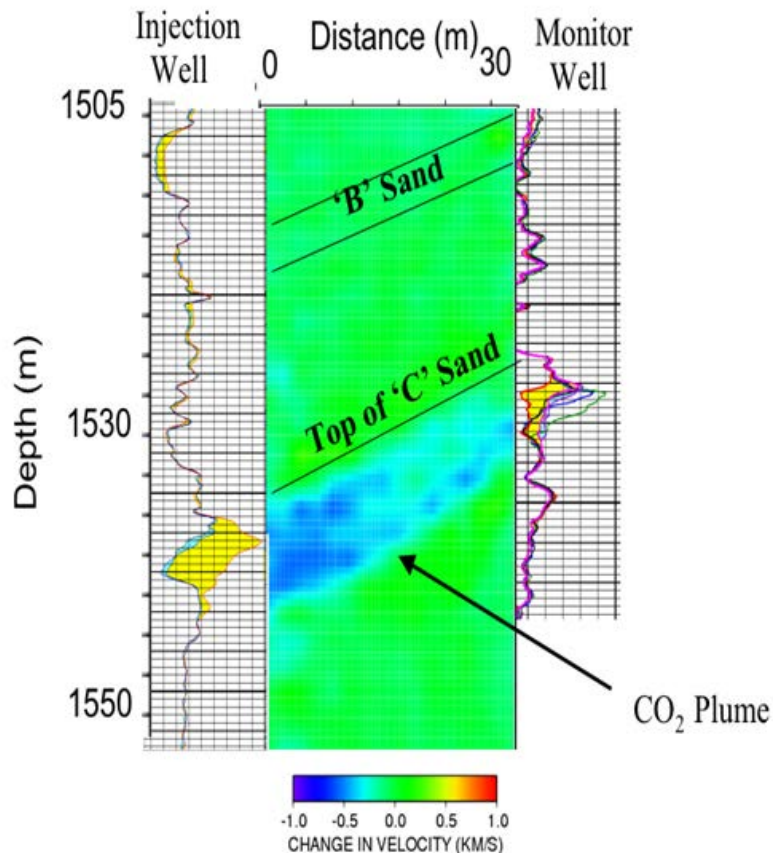 Injection
Well
Distance (m)
Monitor
Well
0
30
1505
'B' Sand
Top of 'C' Sand
Depth (m)
1530
1550
CO₂ Plume
-1.0 -0.5 0.0 0.5 1.0
CHANGE IN VELOCITY (KM/S)